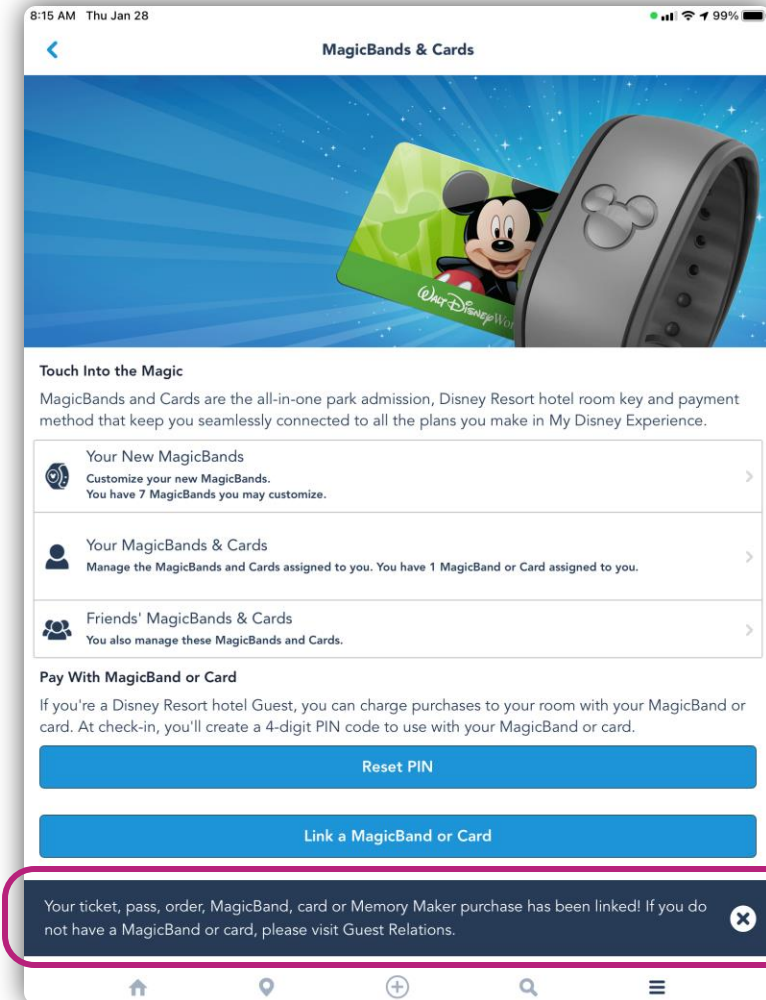 8:15 AM Thu Jan 28
99%
MagicBands & Cards
WALT DISNEY Wor
Touch Into the Magic
MagicBands and Cards are the all-in-one park admission, Disney Resort hotel room key and payment
method that keep you seamlessly connected to all the plans you make in My Disney Experience.
Your New MagicBands
Customize your new MagicBands.
You have 7 MagicBands you may customize.
Your MagicBands & Cards
Manage the MagicBands and Cards assigned to you. You have 1 MagicBand or Card assigned to you.
Friends' MagicBands & Cards
You also manage these MagicBands and Cards.
Pay With MagicBand or Card
If you're a Disney Resort hotel Guest, you can charge purchases to your room with your MagicBand or
card. At check-in, you'll create a 4-digit PIN code to use with your MagicBand or card.
Reset PIN
Link a MagicBand or Card
Your ticket, pass, order, MagicBand, card or Memory Maker purchase has been linked! If you do
not have a MagicBand or card, please visit Guest Relations.